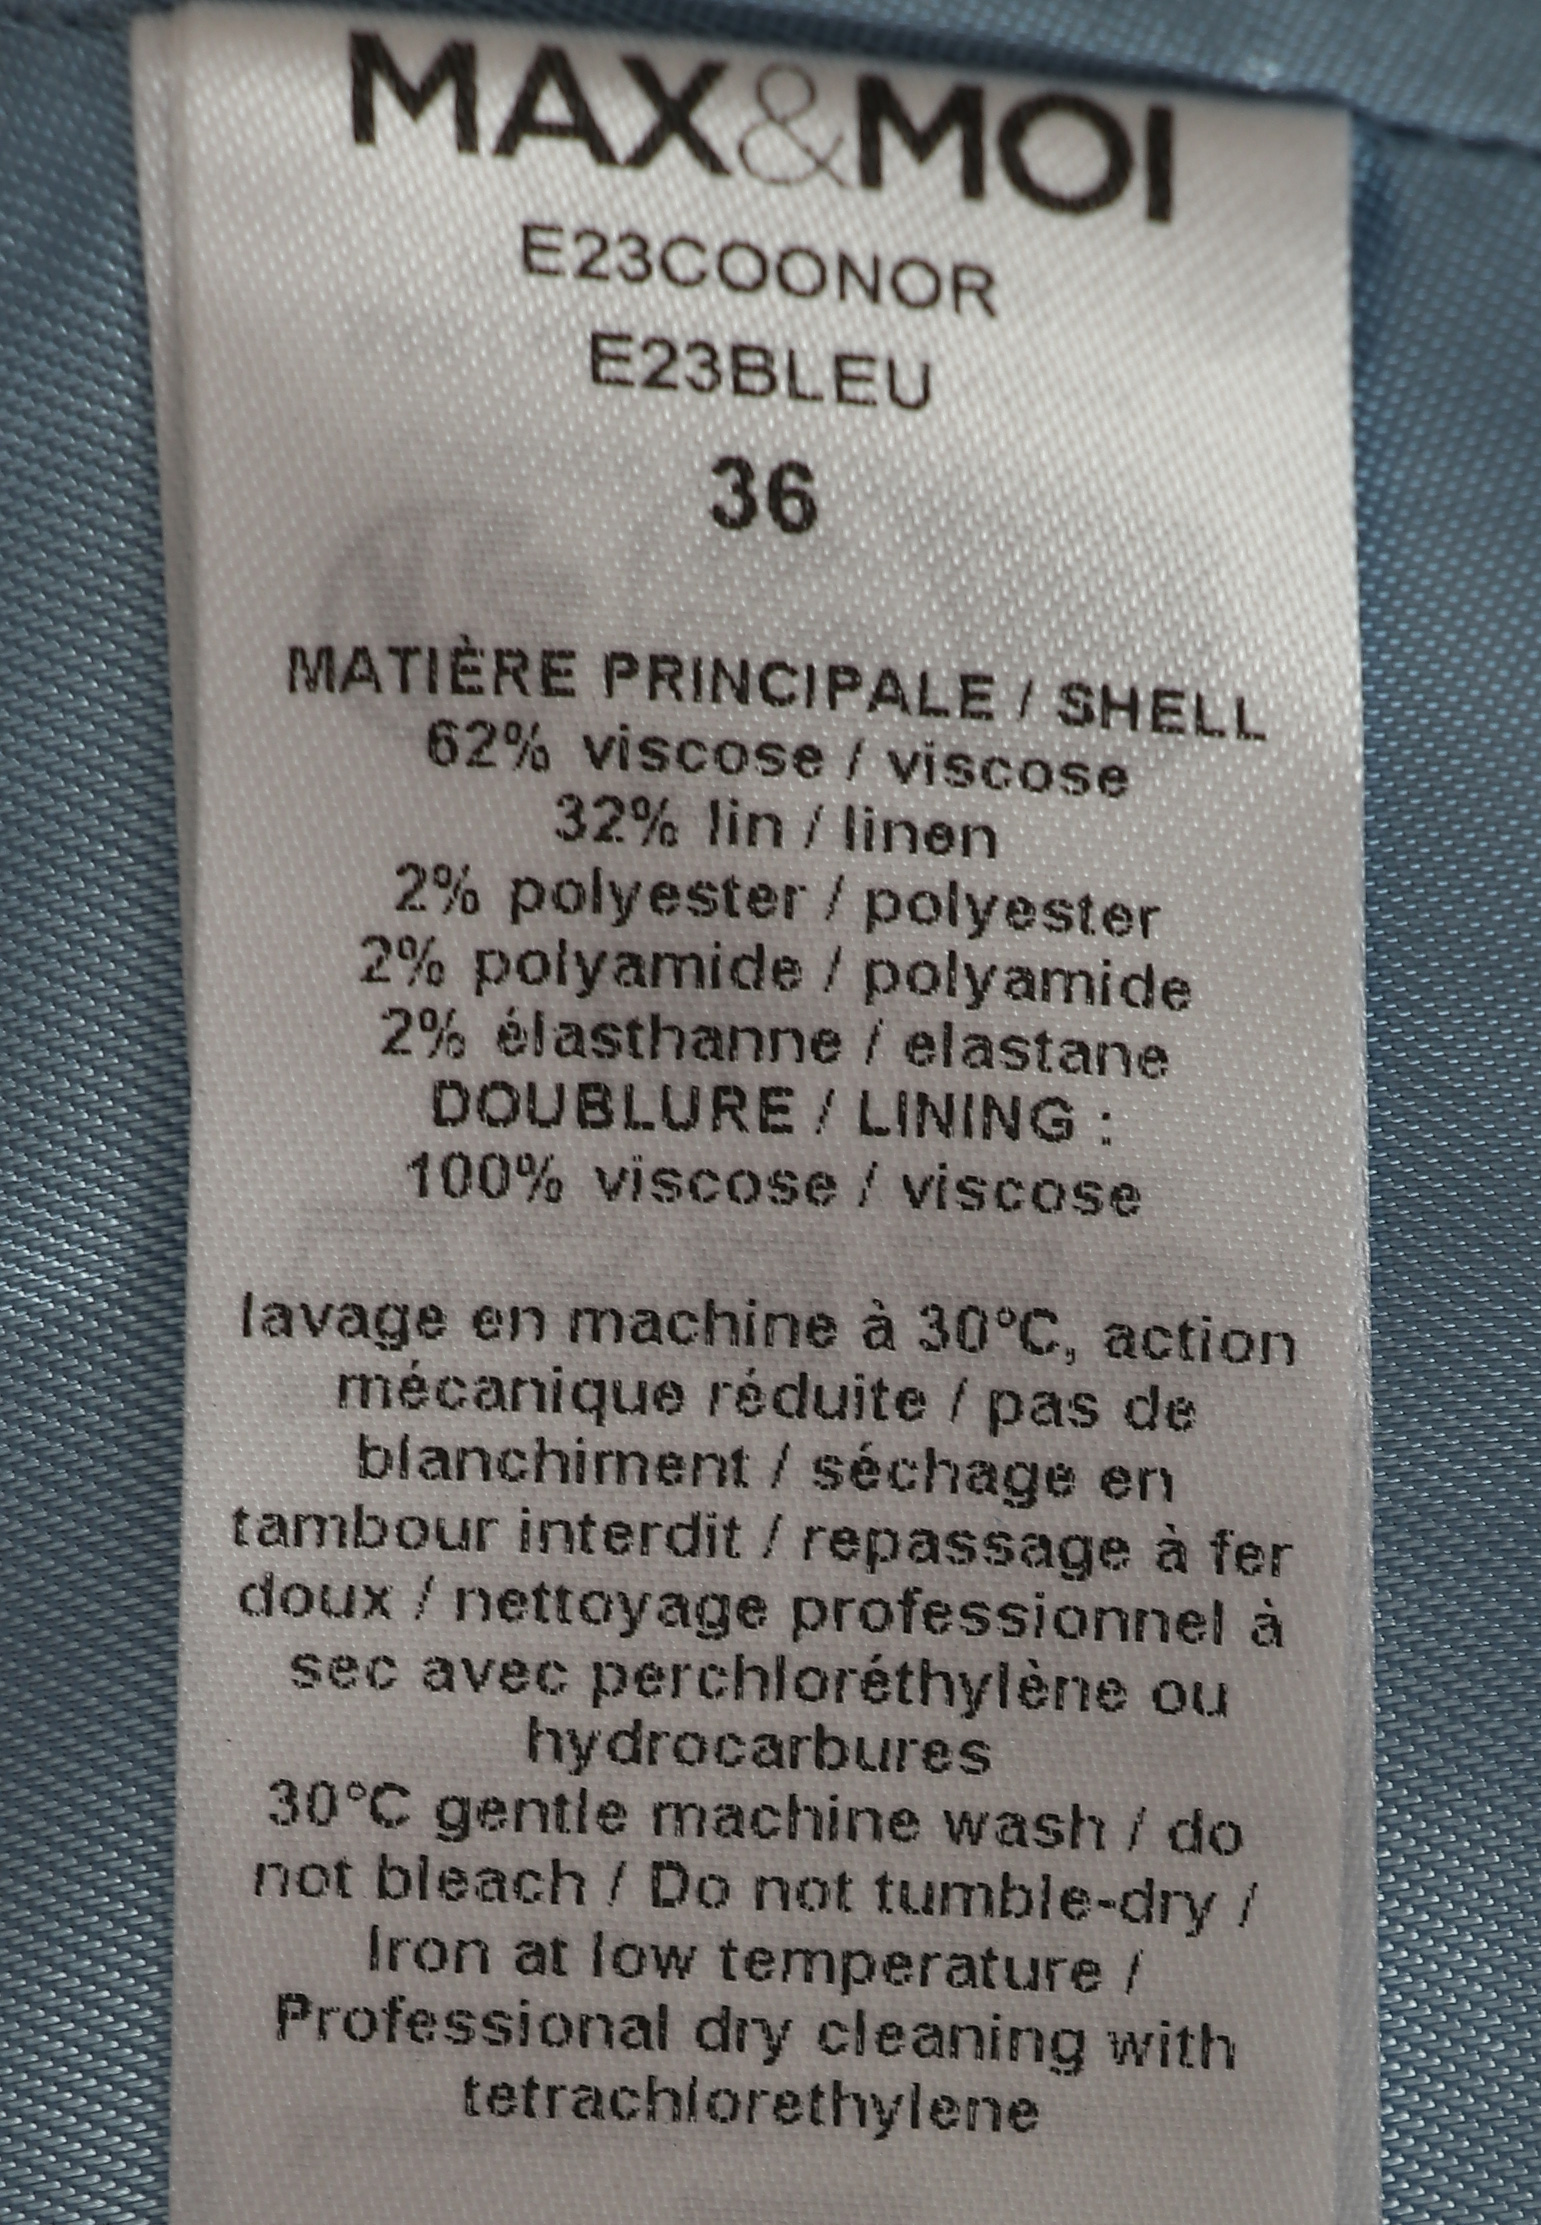 MAX&MOI
E23COONOR
E23BLEU
36
MATIÈRE PRINCIPALE / SHELL
62% viscose / viscose
32% lin / linen
2% polyester / polyester
2% polyamide / polyamide
2% élasthanne / elastane
DOUBLURE / LINING :
100% viscose / viscose
lavage en machine à 30°C, action
mécanique réduite / pas de
blanchiment / séchage en
tambour interdit / repassage à fer
doux / nettoyage professionnel à
sec avec perchloréthylène ou
hydrocarbures
30°C gentle machine wash / do
not bleach / Do not tumble-dry /
Iron at low temperature /
Professional dry cleaning with
tetrachlorethylene